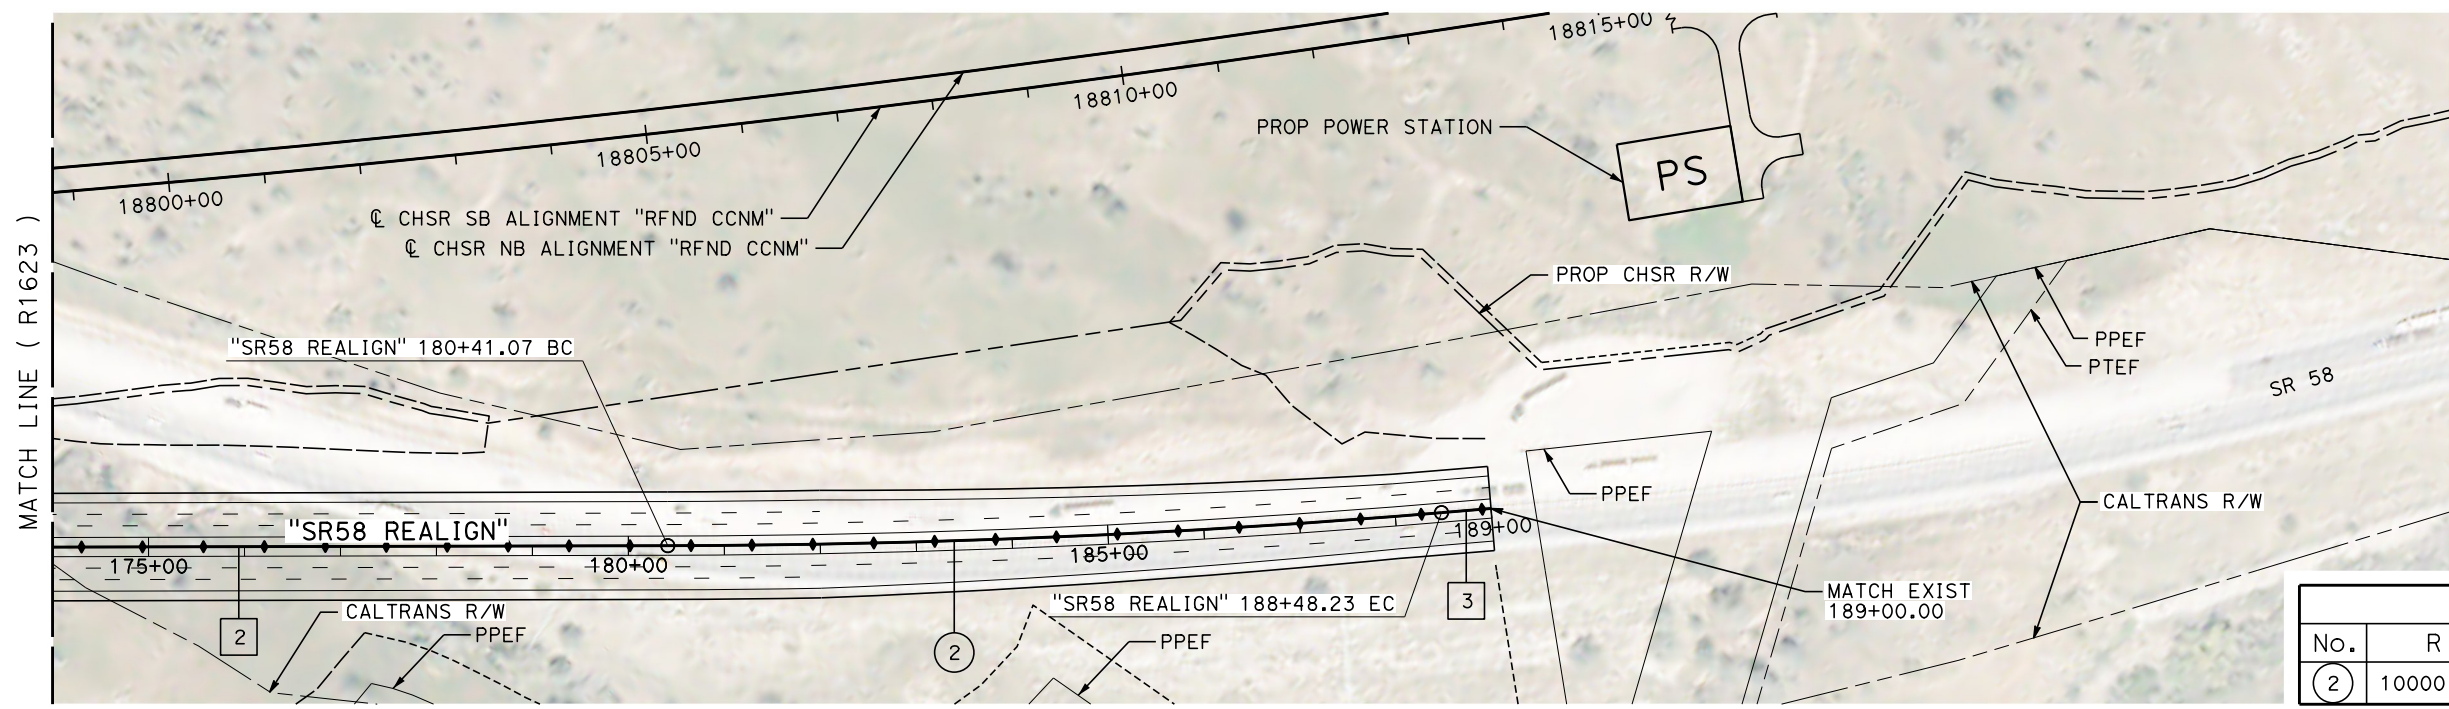 18815+00
18810+00
18805+00
18800+00
PROP POWER STATION
PS
℄ CHSR SB ALIGNMENT "RFND CCNM"
℄ CHSR NB ALIGNMENT "RFND CCNM"
MATCH LINE ( R1623 )
PROP CHSR R/W
"SR58 REALIGN" 180+41.07 BC
PPEF
PTEF
SR 58
PPEF
CALTRANS R/W
"SR58 REALIGN"
175+00
180+00
185+00
189+00
MATCH EXIST
189+00.00
"SR58 REALIGN" 188+48.23 EC
3
CALTRANS R/W
2
PPEF
2
PPEF
No. R
2 10000